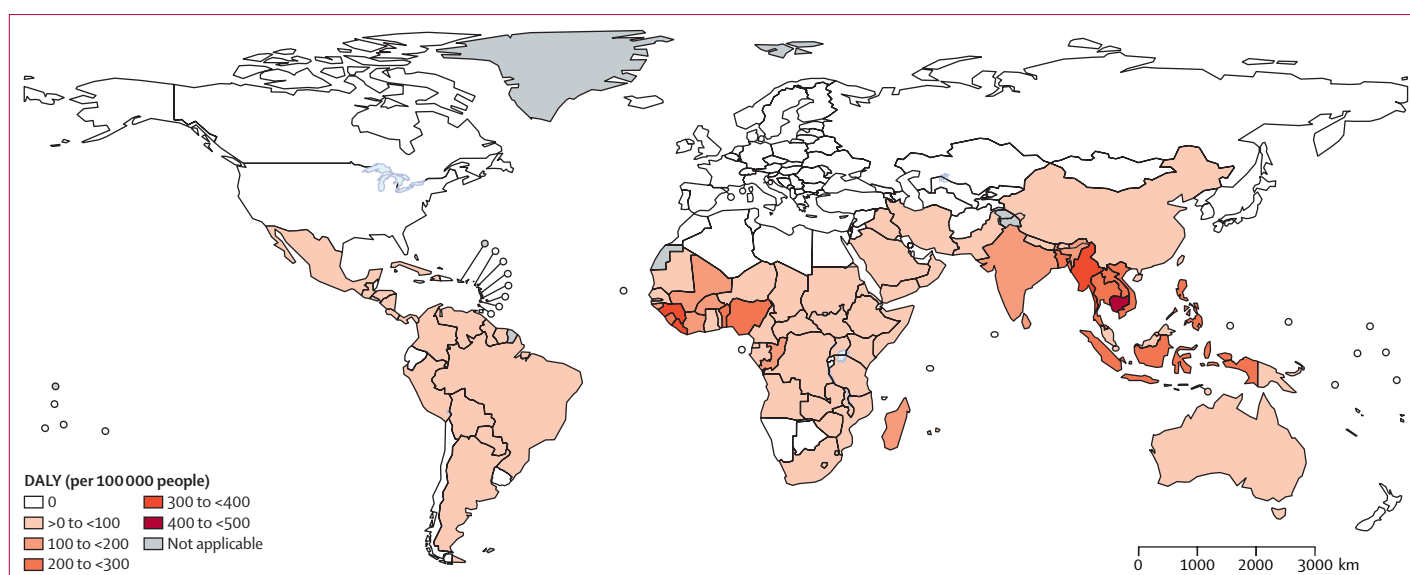 DALY (per 100 000 people)
0
>0 to <100
100 to <200
200 to <300
300 to <400
400 to <500
Not applicable
0 1000 2000 3000 km